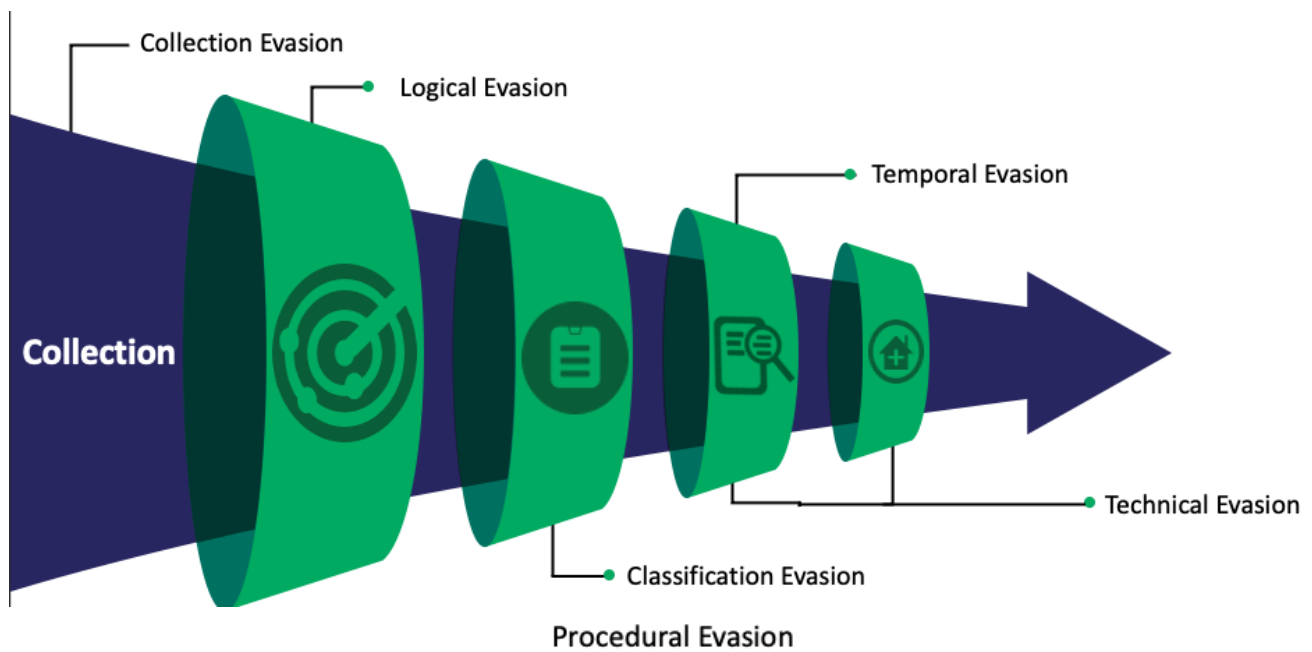 Collection Evasion
Logical Evasion
Temporal Evasion
Collection
Technical Evasion
Classification Evasion
Procedural Evasion